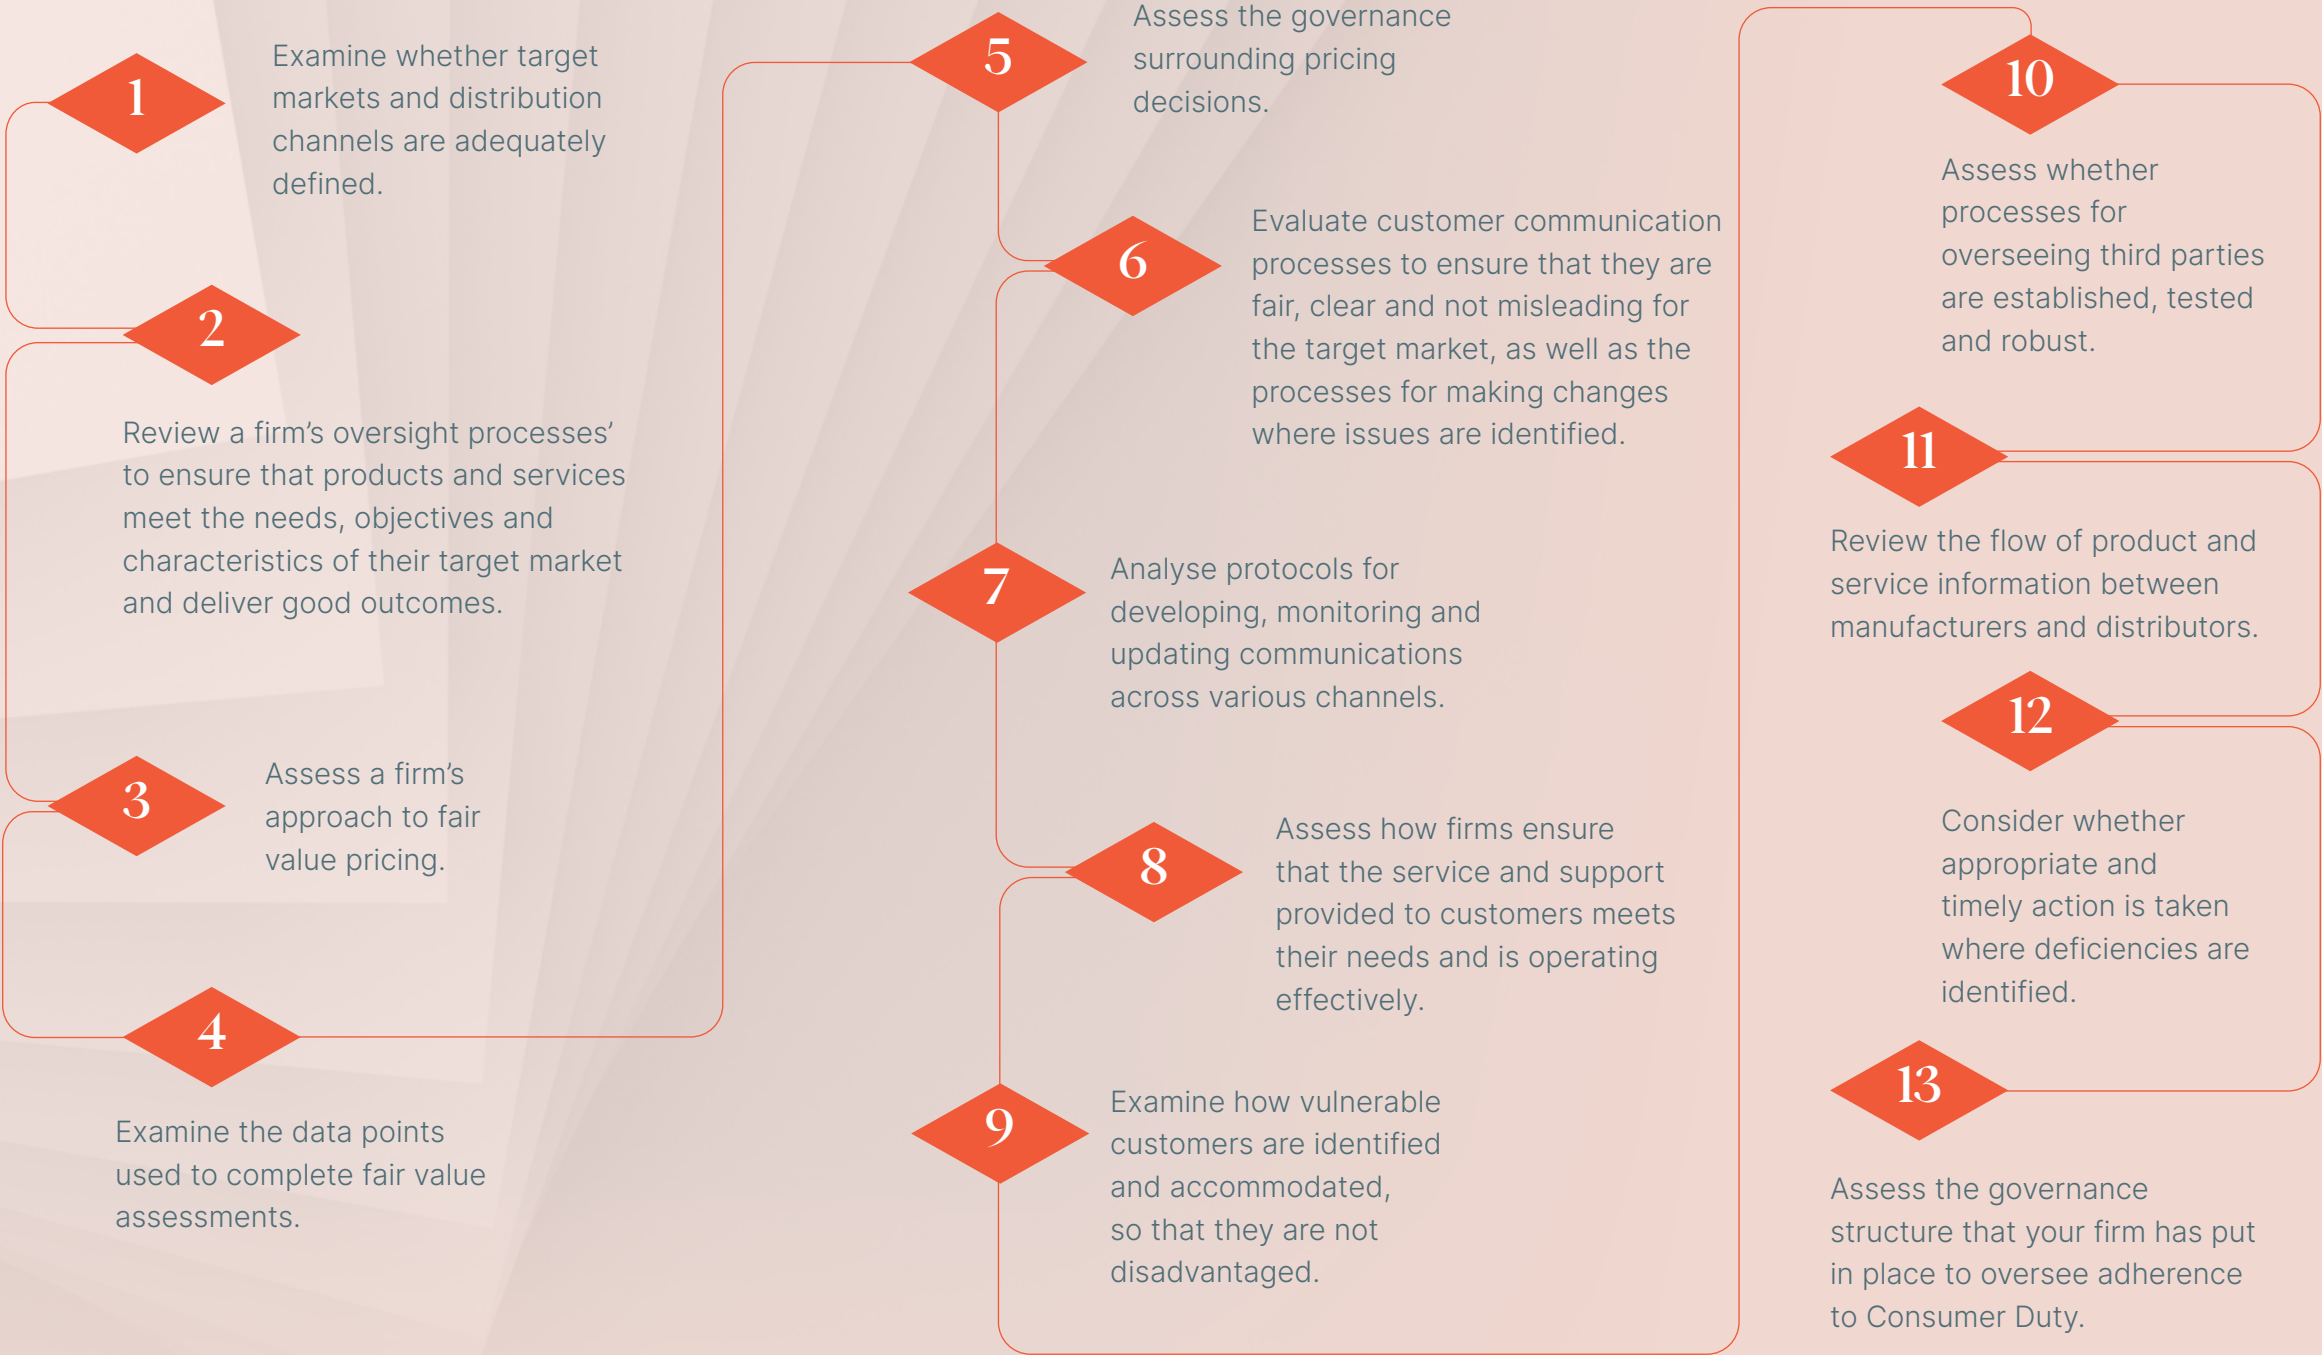 1
Examine whether target
markets and distribution
channels are adequately
defined.
2
Review a firm’s oversight processes’
to ensure that products and services
meet the needs, objectives and
characteristics of their target market
and deliver good outcomes.
3
Assess a firm’s
approach to fair
value pricing.
4
Examine the data points
used to complete fair value
assessments.
5
Assess the governance
surrounding pricing
decisions.
6
Evaluate customer communication
processes to ensure that they are
fair, clear and not misleading for
the target market, as well as the
processes for making changes
where issues are identified.
7
Analyse protocols for
developing, monitoring and
updating communications
across various channels.
8
Assess how firms ensure
that the service and support
provided to customers meets
their needs and is operating
effectively.
9
Examine how vulnerable
customers are identified
and accommodated,
so that they are not
disadvantaged.
10
Assess whether
processes for
overseeing third parties
are established, tested
and robust.
11
Review the flow of product and
service information between
manufacturers and distributors.
12
Consider whether
appropriate and
timely action is taken
where deficiencies are
identified.
13
Assess the governance
structure that your firm has put
in place to oversee adherence
to Consumer Duty.